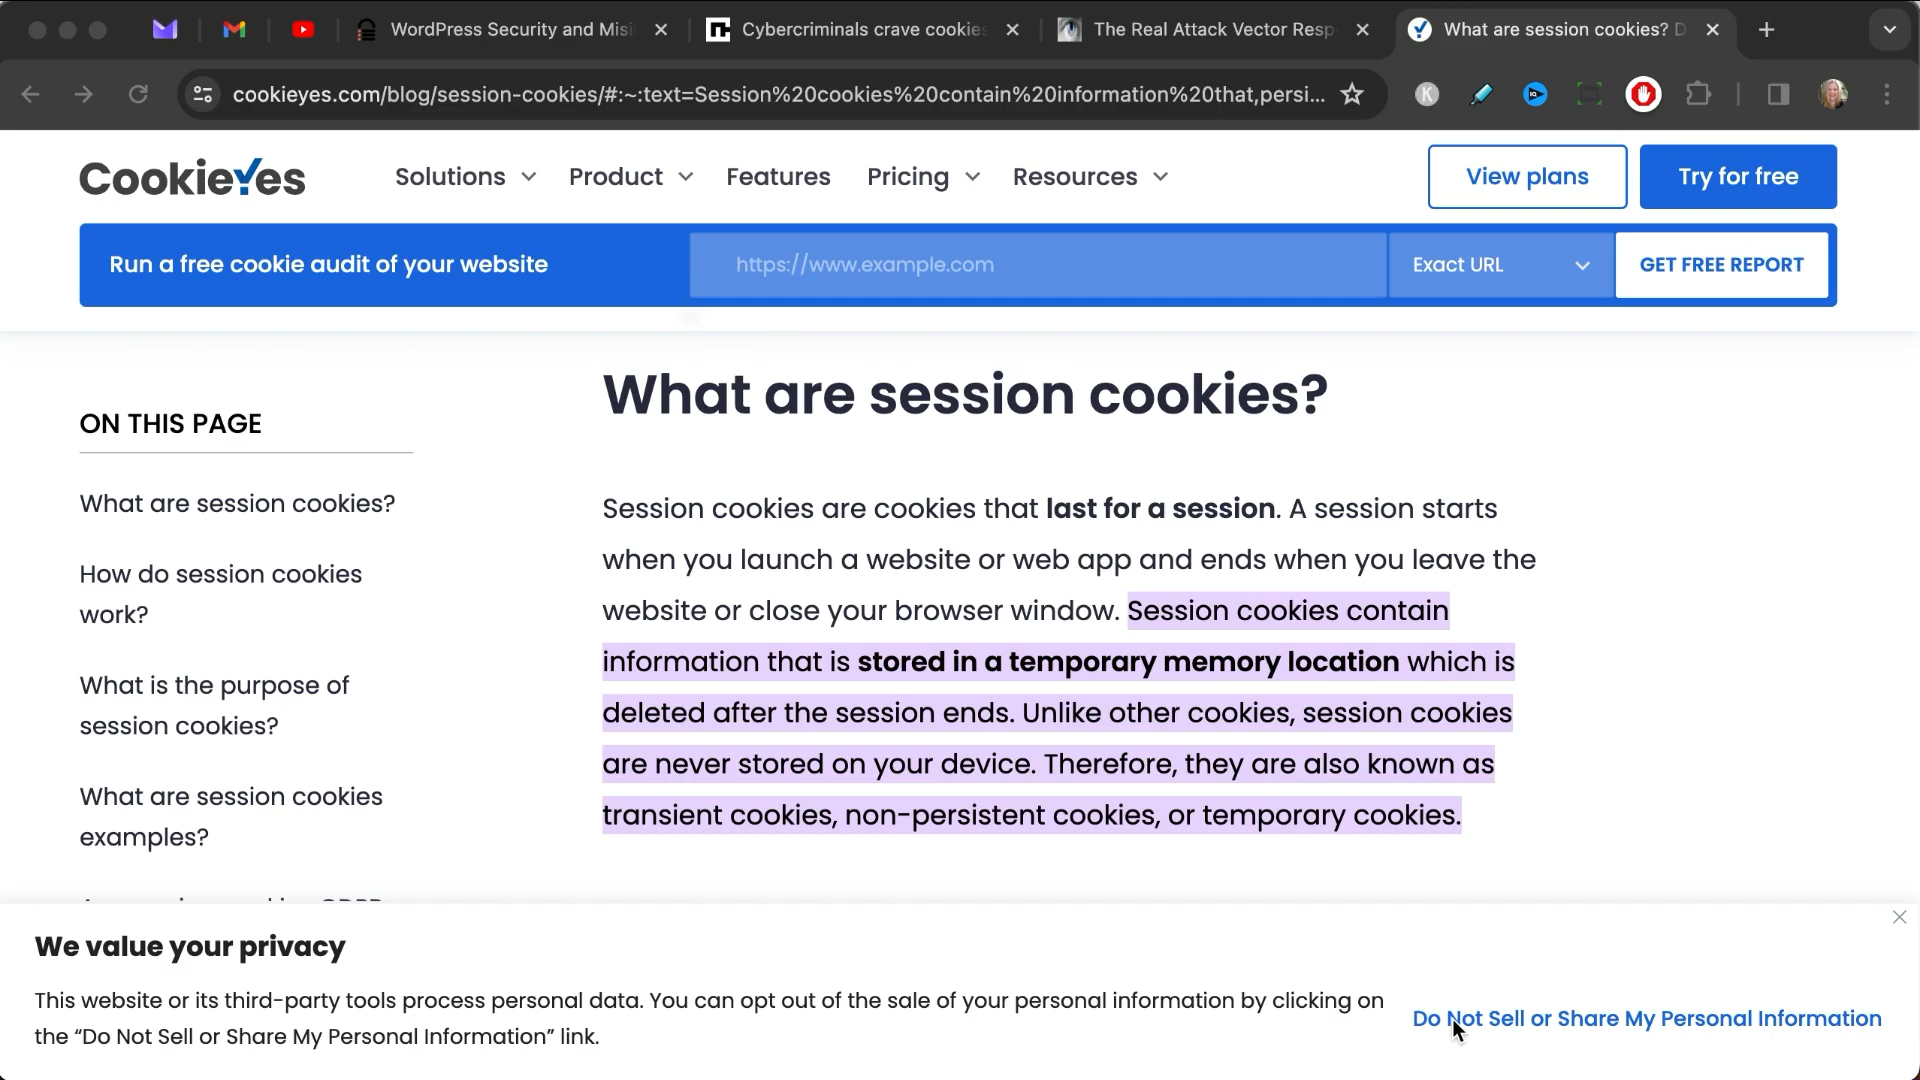 WordPress Security and Misi
Cybercriminals crave cookies
The Real Attack Vector Resp
What are session cookies? D
cookieyes.com/blog/session-cookies/#:~:text=Session%20cookies%20contain%20information%20that,persi...
CookieYes
Solutions
Product
Features
Pricing
Resources
View plans
Try for free
Run a free cookie audit of your website
https://www.example.com
Exact URL
GET FREE REPORT
ON THIS PAGE
What are session cookies?
How do session cookies
work?
What is the purpose of
session cookies?
What are session cookies
examples?
What are session cookies?
Session cookies are cookies that last for a session. A session starts
when you launch a website or web app and ends when you leave the
website or close your browser window. Session cookies contain
information that is stored in a temporary memory location which is
deleted after the session ends. Unlike other cookies, session cookies
are never stored on your device. Therefore, they are also known as
transient cookies, non-persistent cookies, or temporary cookies.
We value your privacy
This website or its third-party tools process personal data. You can opt out of the sale of your personal information by clicking on
the “Do Not Sell or Share My Personal Information” link.
Do Not Sell or Share My Personal Information